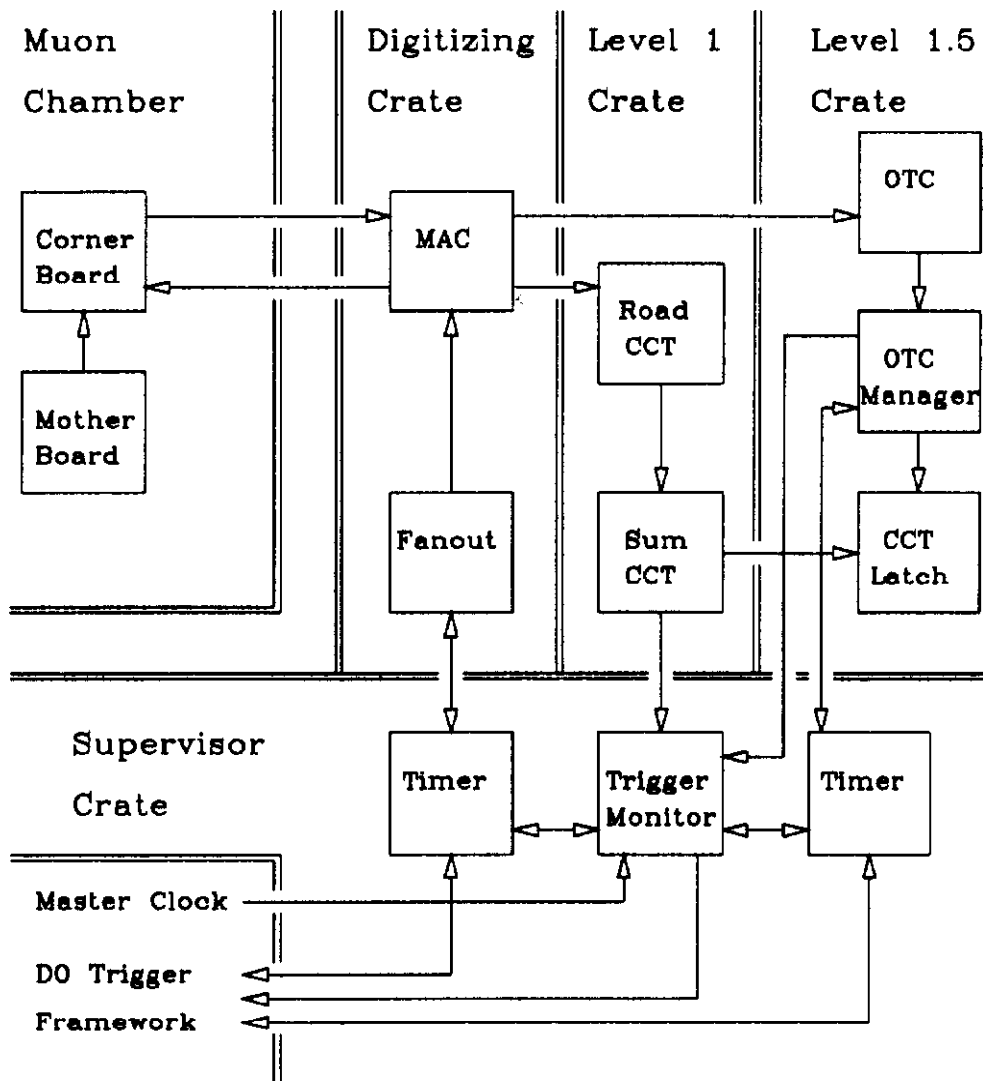 Muon
Chamber
Digitizing
Crate
Level 1
Crate
Level 1.5
Crate
Corner
Board
Mother
Board
MAC
Fanout
Road
CCT
Sum
CCT
OTC
OTC
Manager
CCT
Latch
Supervisor
Crate
Timer
Trigger
Monitor
Timer
Master Clock
D0 Trigger
Framework